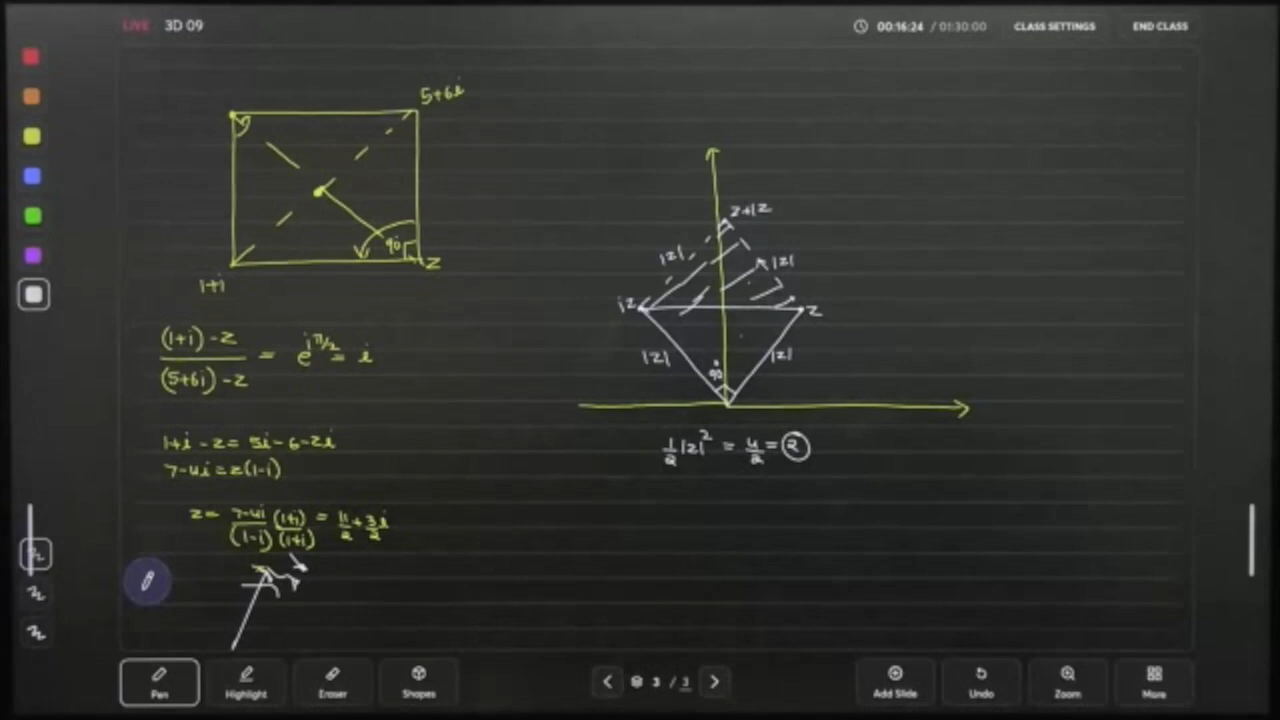 LIVE 3D 09
00:16:24 / 01:30:00 CLASS SETTINGS END CLASS
5+6i
90°
z
1+i
(1+i) - z / (5+6i) - z = e^{iπ/2} = i
1+i - z = 5i - 6 - zi
7-4i = z(1-i)
z = 7-4i / (1-i) (1+i) / (1+i) = 11/2 + 3/2 i
z+iz
|z| |z|
iz z
|z| |z|
90°
1/2 |z|² = 4/2 = 2
Pen Highlight Eraser Shapes 3 / 3 Add Slide Undo Zoom More